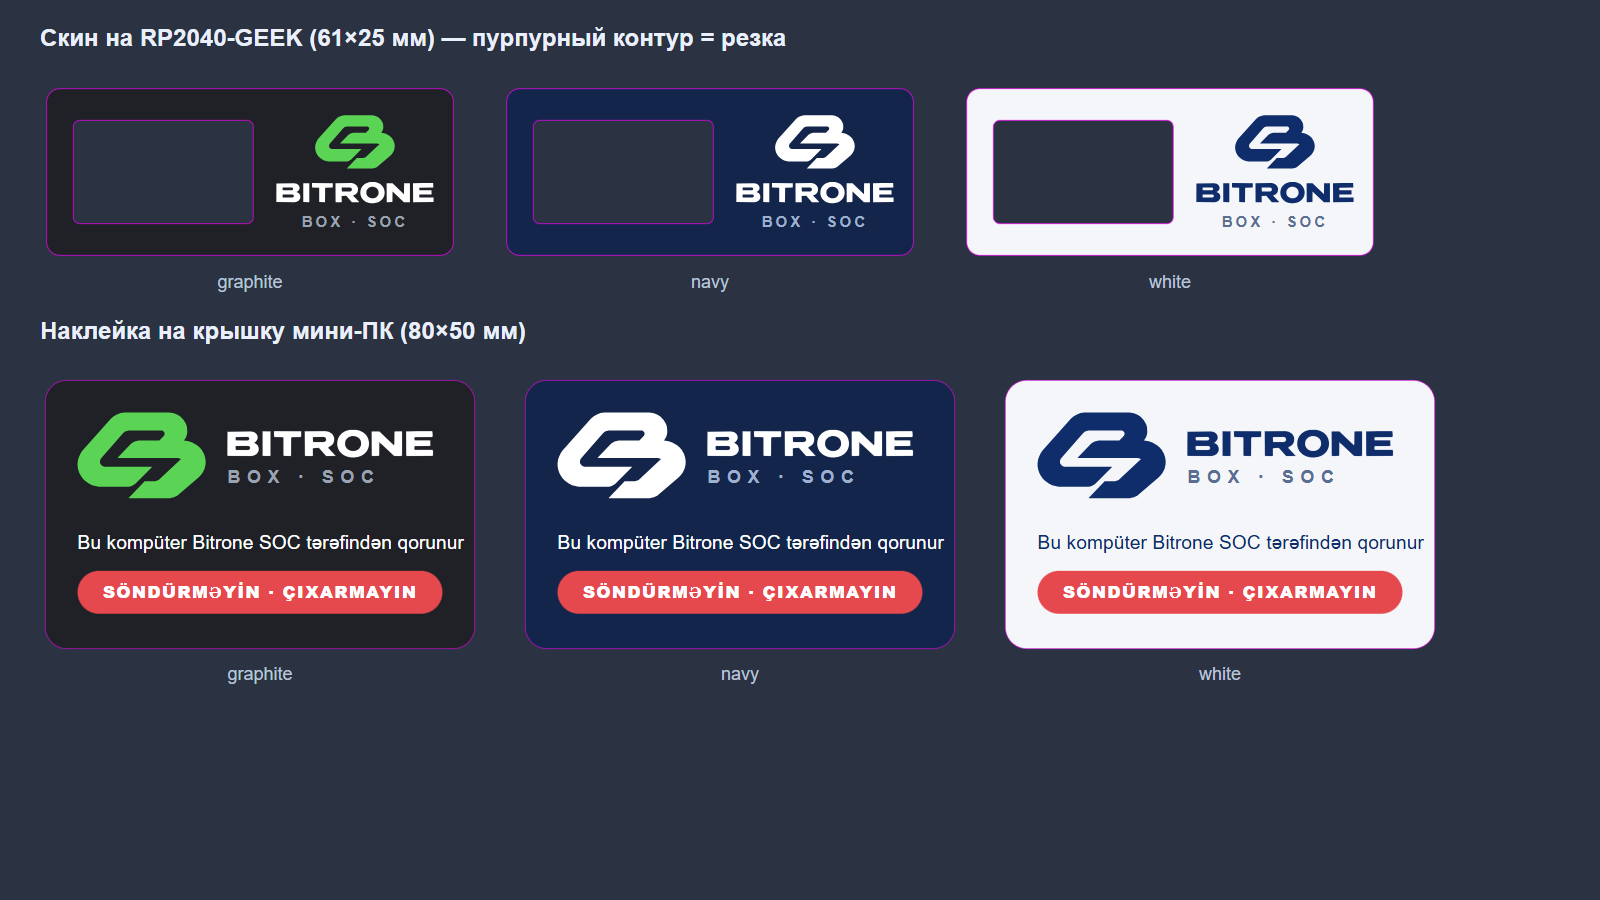 Скин на RP2040-GEEK (61×25 мм) — пурпурный контур = резка
BITRONE
BOX · SOC
graphite
BITRONE
BOX · SOC
navy
BITRONE
BOX · SOC
white
Наклейка на крышку мини-ПК (80×50 мм)
BITRONE
BOX · SOC
Bu kompüter Bitrone SOC tərəfindən qorunur
SÖNDÜRMƏYİN · ÇIXARMAYIN
graphite
BITRONE
BOX · SOC
Bu kompüter Bitrone SOC tərəfindən qorunur
SÖNDÜRMƏYİN · ÇIXARMAYIN
navy
BITRONE
BOX · SOC
Bu kompüter Bitrone SOC tərəfindən qorunur
SÖNDÜRMƏYİN · ÇIXARMAYIN
white